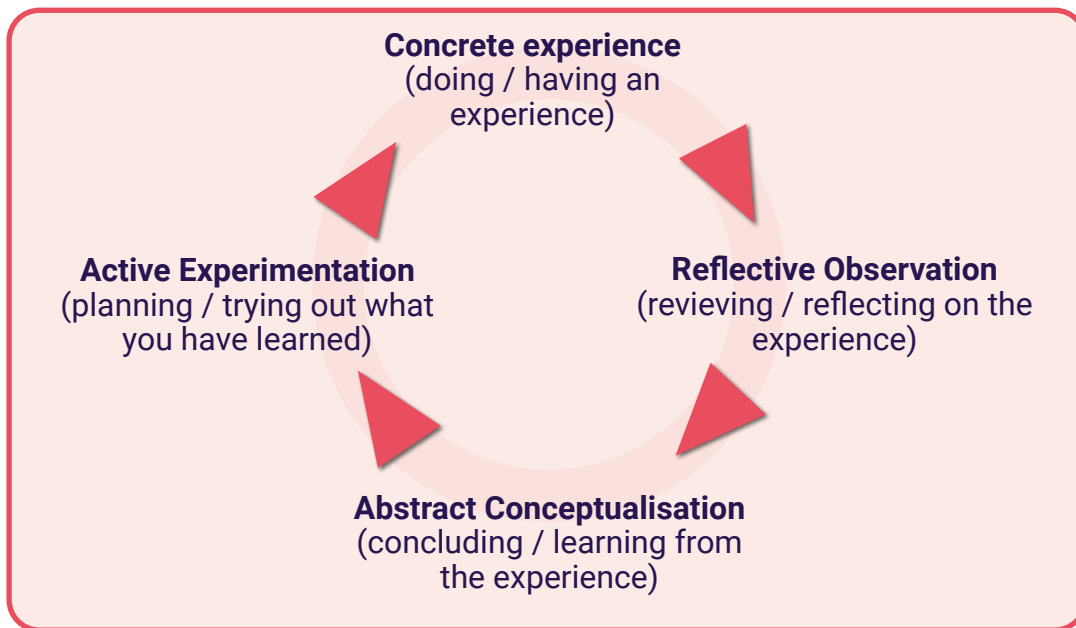 Concrete experience
(doing / having an
experience)
Reflective Observation
(revieving / reflecting on the
experience)
Abstract Conceptualisation
(concluding / learning from
the experience)
Active Experimentation
(planning / trying out what
you have learned)